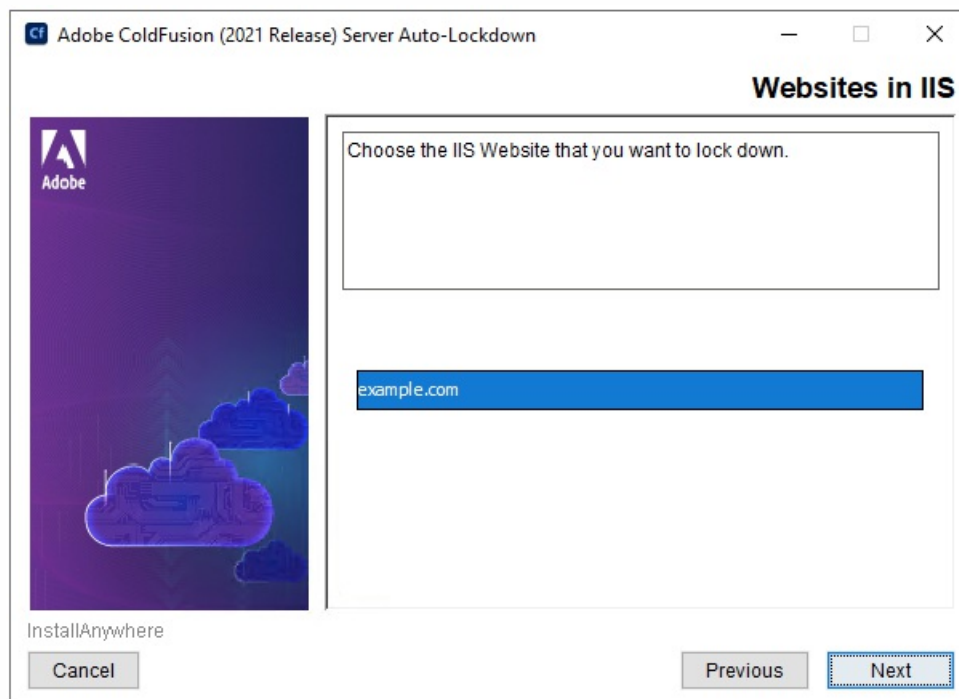 Cf Adobe ColdFusion (2021 Release) Server Auto-Lockdown
Websites in IIS
Adobe
Choose the IIS Website that you want to lock down.
example.com
InstallAnywhere
Cancel Previous Next